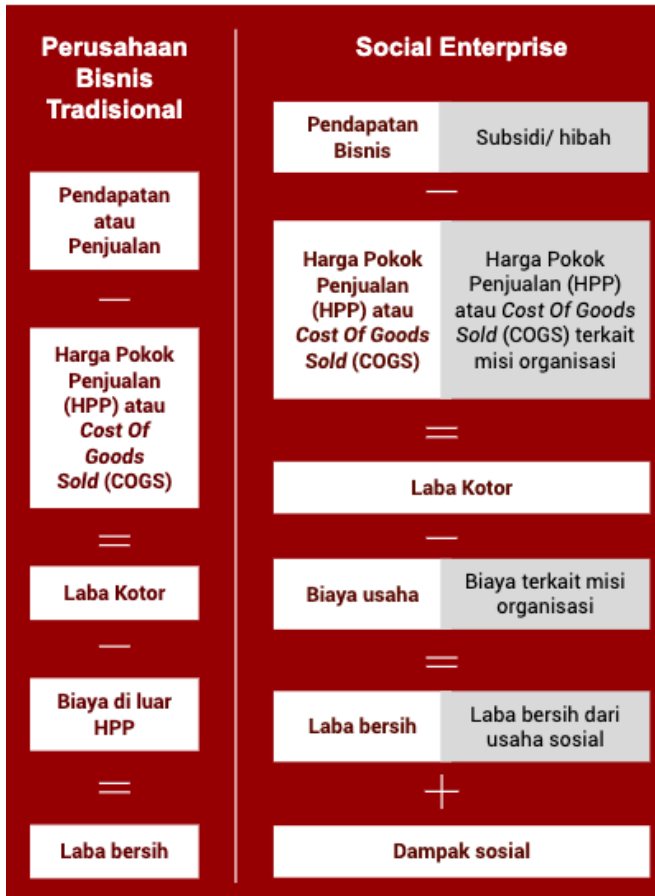 Perusahaan
Bisnis
Tradisional
Pendapatan
atau
Penjualan
—
Harga Pokok
Penjualan
(HPP) atau
Cost Of
Goods
Sold (COGS)
=
Laba Kotor
—
Biaya di luar
HPP
=
Laba bersih
Social Enterprise
Pendapatan
Bisnis
Subsidi/ hibah
—
Harga Pokok
Penjualan
(HPP) atau
Cost Of Goods
Sold (COGS)
Harga Pokok
Penjualan (HPP)
atau Cost Of Goods
Sold (COGS) terkait
misi organisasi
=
Laba Kotor
—
Biaya usaha
Biaya terkait misi
organisasi
=
Laba bersih
Laba bersih dari
usaha sosial
+
Dampak sosial